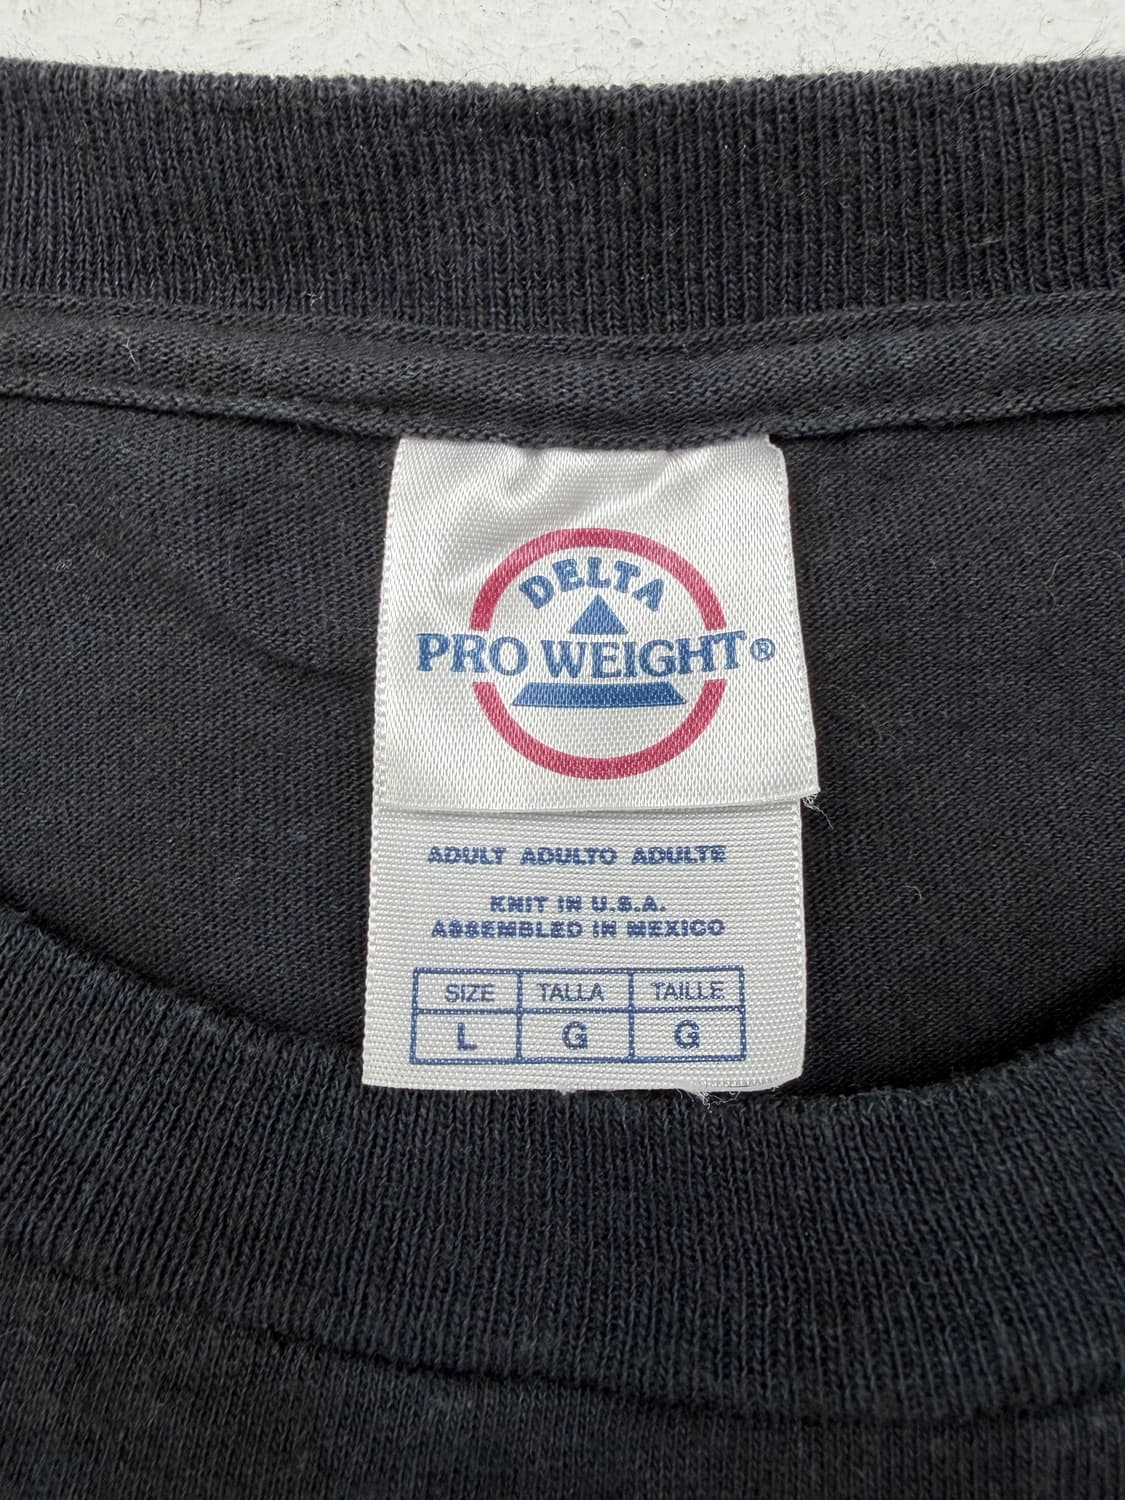 DELTA
PRO WEIGHT®
ADULT ADULTO ADULTE
KNIT IN U.S.A.
ASSEMBLED IN MEXICO
SIZE TALLA TAILLE
L G G